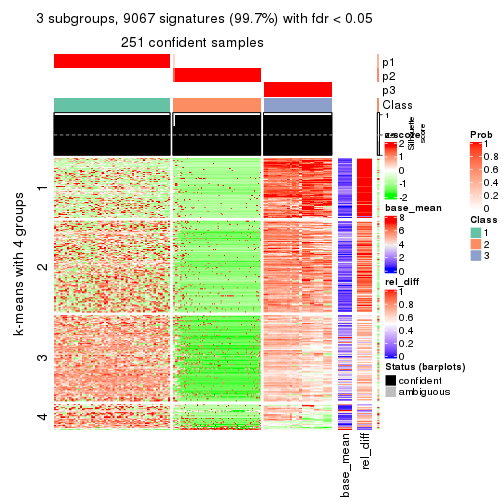 3 subgroups, 9067 signatures (99.7%) with fdr < 0.05
251 confident samples
p1
p2
p3
Class
1
Silhouette
score
k-means with 4 groups
1
2
3
4
base_mean
rel_diff
z-score
2
1
0
-1
-2
base_mean
8
6
4
2
0
rel_diff
1
0.8
0.6
0.4
0.2
0
Status (barplots)
confident
ambiguous
Prob
1
0.8
0.6
0.4
0.2
0
Class
1
2
3